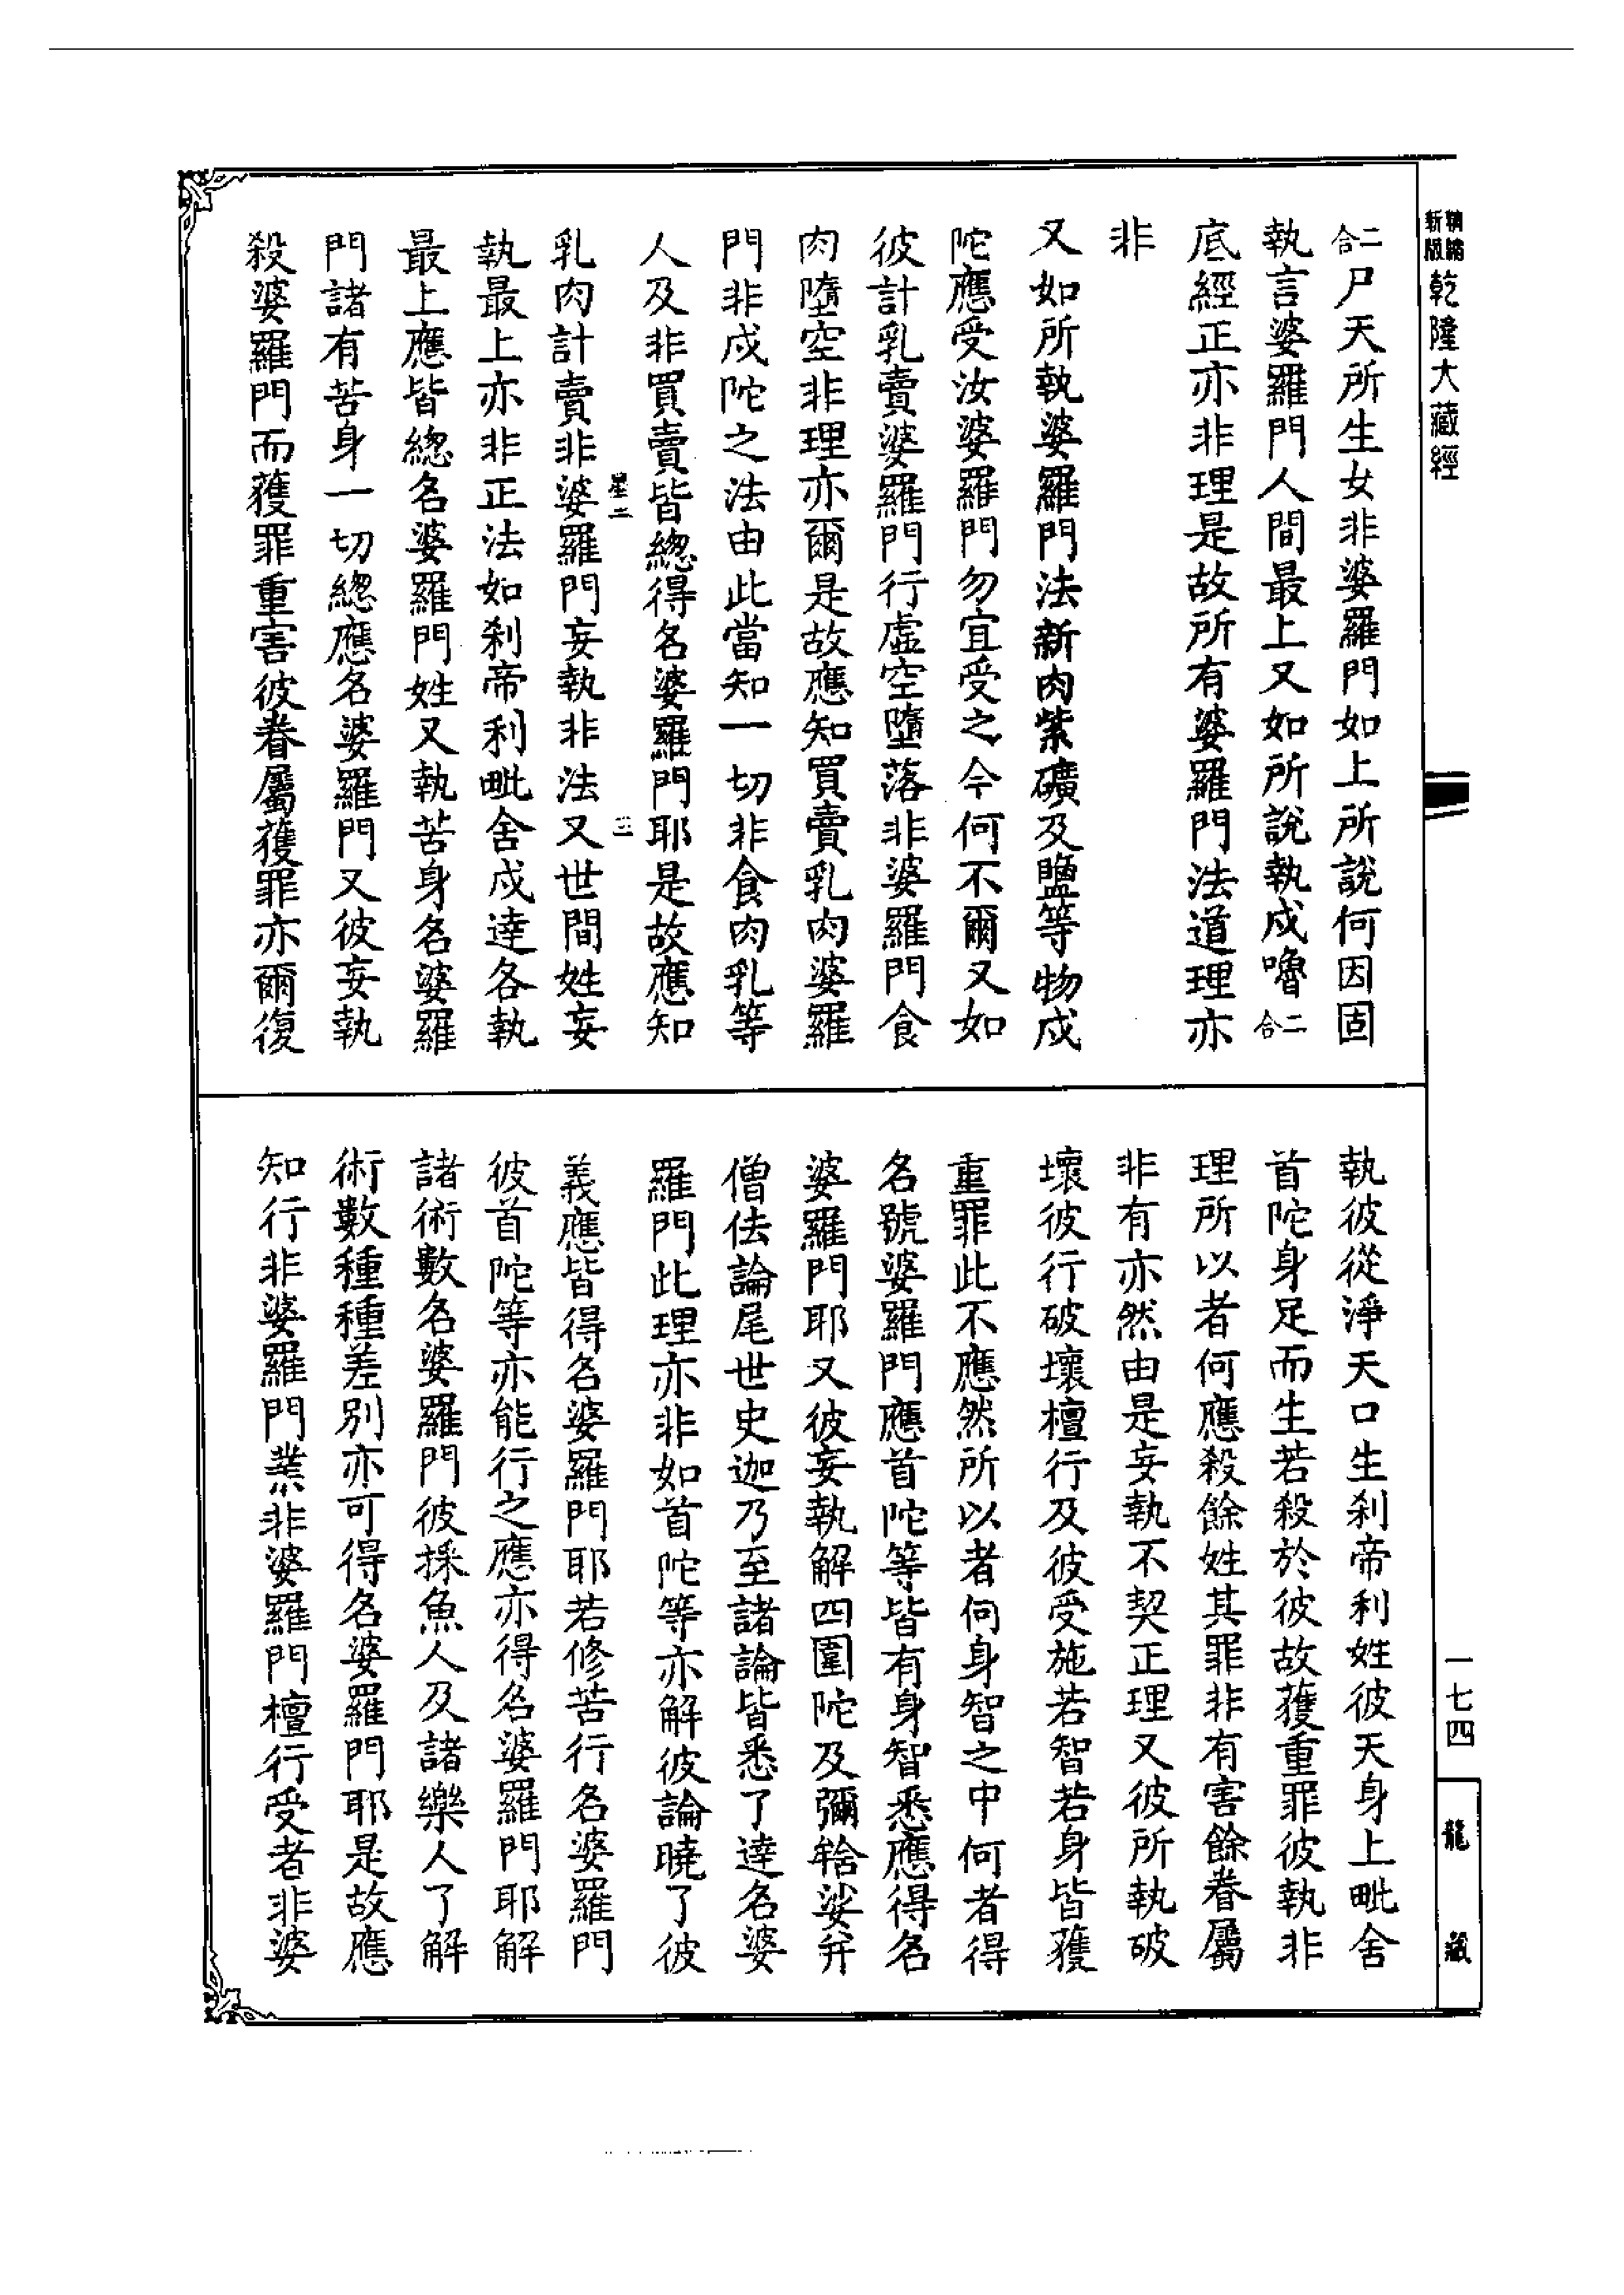 新版
精縮
乾隆大藏經
二合尸天所生女非婆羅門如上所說何因固
執言婆羅門人間最上又如所說執戍嚕二合
底經正亦非理是故所有婆羅門法道理亦
非
又如所執婆羅門法新肉紫礦及鹽等物戍
陀應受汝婆羅門勿宜受之今何不爾又如
彼計乳賣婆羅門行虛空墮落非婆羅門食
肉墮空非理亦爾是故應知買賣乳肉婆羅
門非戍陀之法由此當知一切非食肉乳等
人及非買賣皆總得名婆羅門耶是故應知
星二
三
乳肉計賣非婆羅門妄執非法又世間姓妄
執最上亦非正法如刹帝利毗舍戍達各執
最上應皆總名婆羅門姓又執苦身名婆羅
門諸有苦身一切總應名婆羅門又彼妄執
殺婆羅門而獲罪重害彼眷屬獲罪亦爾復
執彼從淨天口生刹帝利姓彼天身上毗舍
首陀身足而生若殺於彼故獲重罪彼執非
理所以者何應殺餘姓其罪非有害餘眷屬
非有亦然由是妄執不契正理又彼所執破
壞彼行破壞檀行及彼受施若智若身皆獲
重罪此不應然所以者何身智之中何者得
名號婆羅門應首陀等皆有身智悉應得名
婆羅門耶又彼妄執解四圍陀及彌辁娑并
僧佉論尾世史迦乃至諸論皆悉了達名婆
羅門此理亦非如首陀等亦解彼論曉了彼
義應皆得名婆羅門耶若修苦行名婆羅門
彼首陀等亦能行之應亦得名婆羅門耶解
諸術數名婆羅門彼採魚人及諸樂人了解
術數種種差別亦可得名婆羅門耶是故應
知行非婆羅門業非婆羅門檀行受者非婆
一七四
龍藏